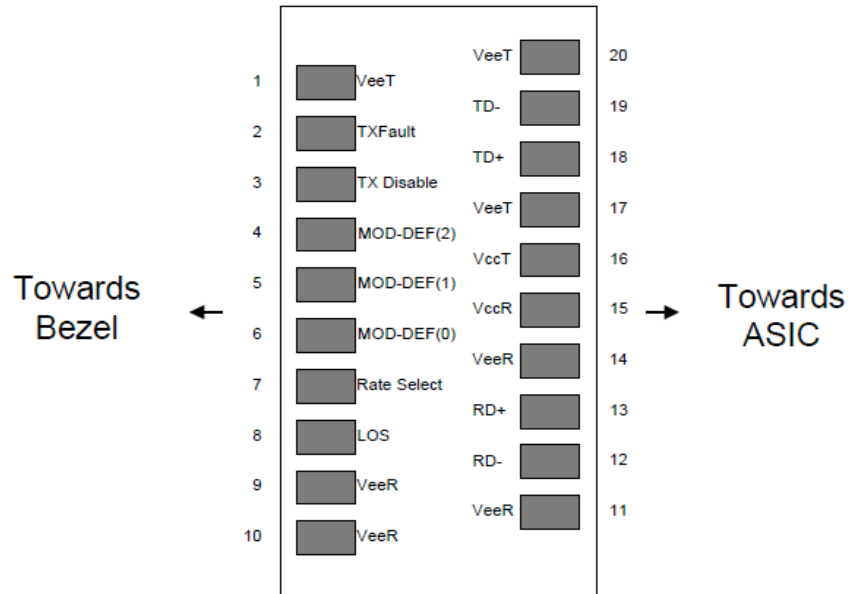 VeeT 20
1 VeeT
TD- 19
2 TXFault
TD+ 18
3 TX Disable
VeeT 17
4 MOD-DEF(2)
VccT 16
5 MOD-DEF(1)
Towards
Bezel
VccR 15
Towards
ASIC
6 MOD-DEF(0)
VeeR 14
7 Rate Select
RD+ 13
8 LOS
RD- 12
9 VeeR
VeeR 11
10 VeeR